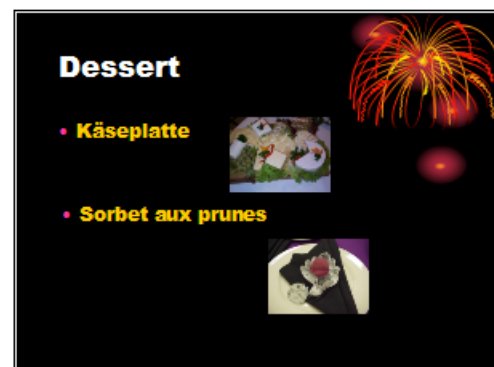 Dessert
• Käseplatte
• Sorbet aux prunes